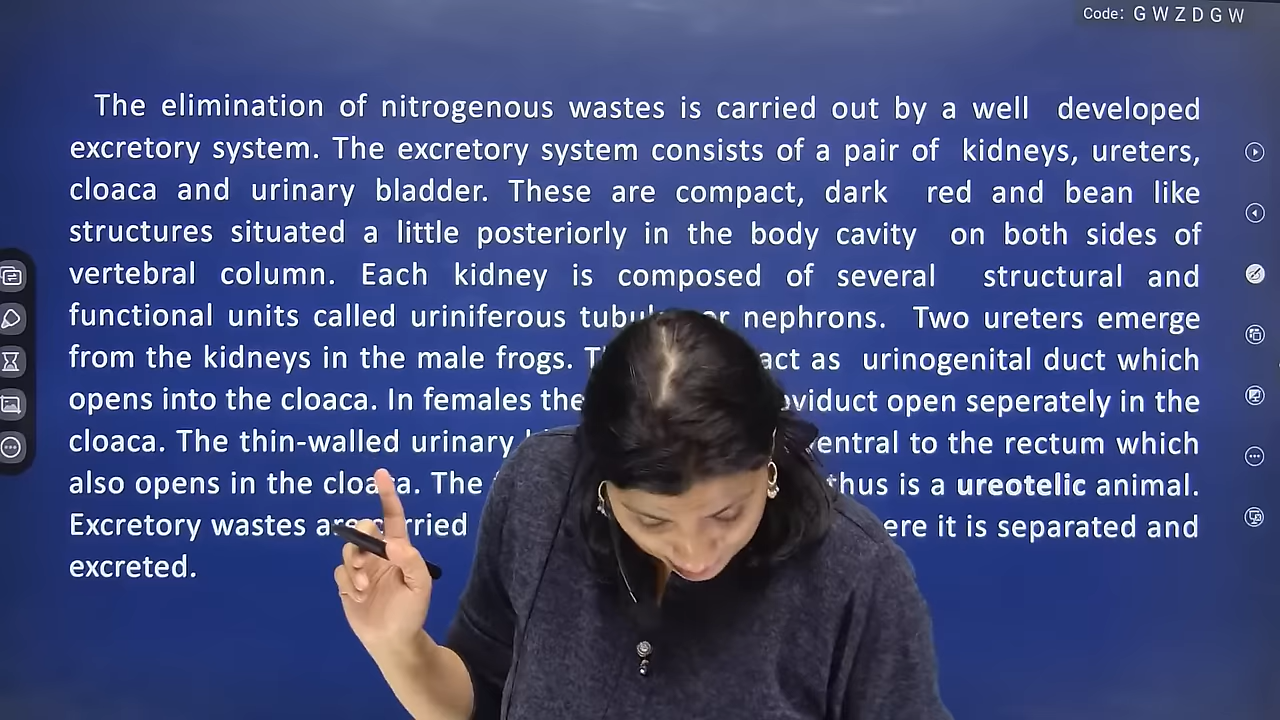 Code: G W Z D G W
The elimination of nitrogenous wastes is carried out by a well developed
excretory system. The excretory system consists of a pair of kidneys, ureters,
cloaca and urinary bladder. These are compact, dark red and bean like
structures situated a little posteriorly in the body cavity on both sides of
vertebral column. Each kidney is composed of several structural and
functional units called uriniferous nephrons. Two ureters emerge
from the kidneys in the male frogs. act as urinogenital duct which
opens into the cloaca. In females the oviduct open seperately in the
cloaca. The thin-walled urinary ventral to the rectum which
also opens in the cloaca. The thus is a ureotelic animal.
Excretory wastes are carried it is separated and
excreted.